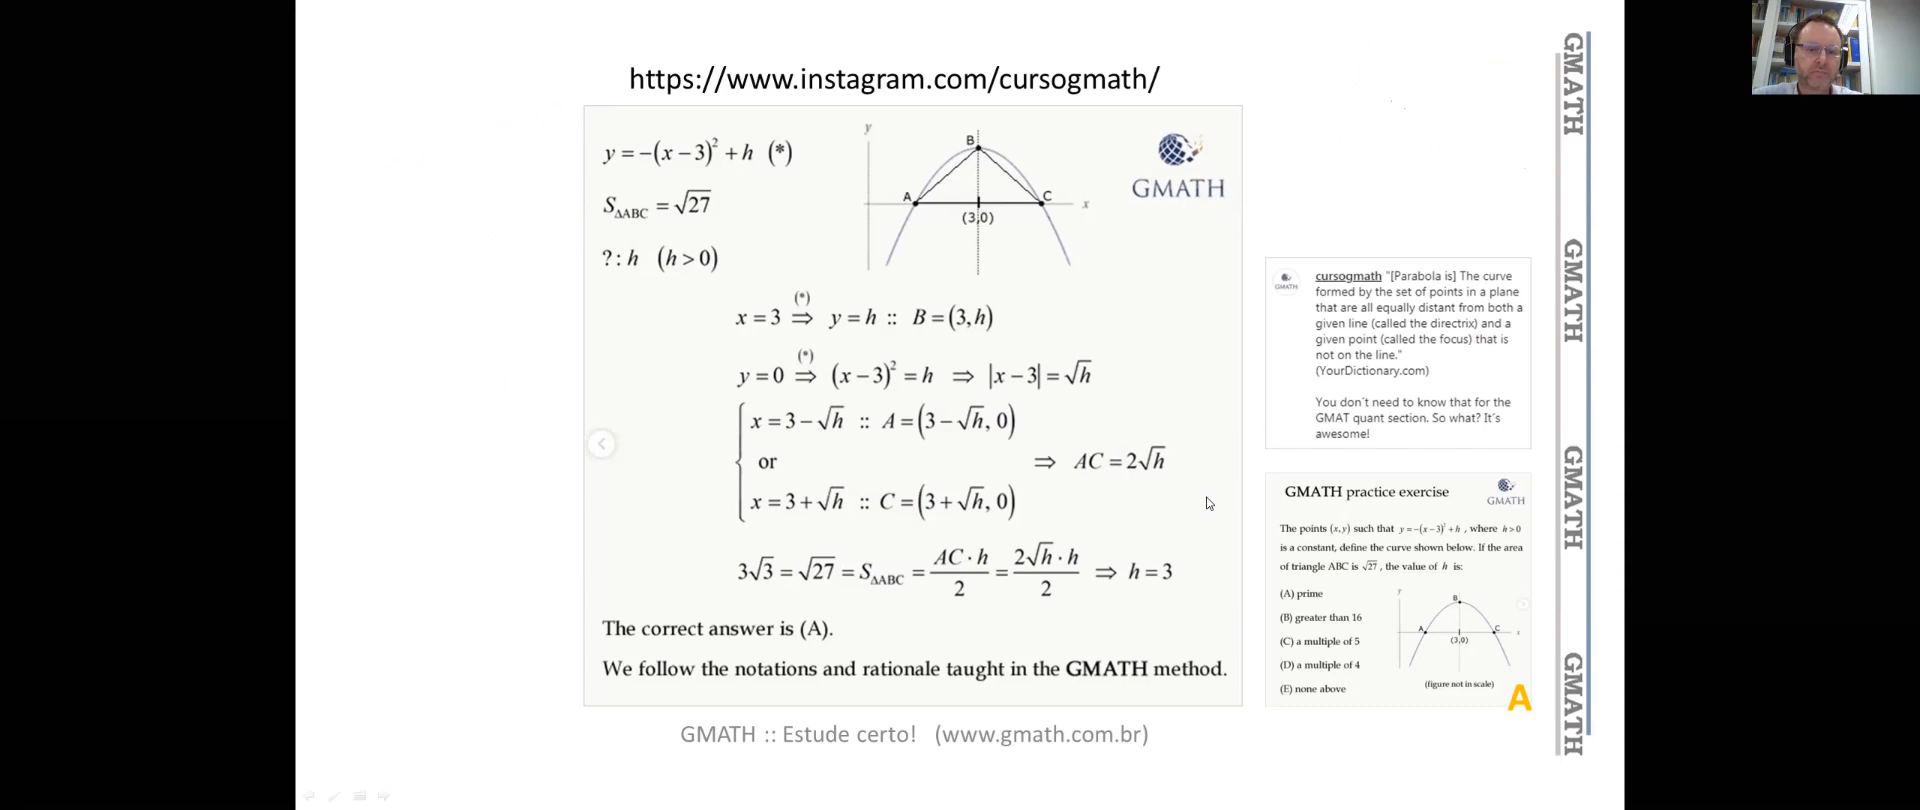 https://www.instagram.com/cursogmath/
y = −(x − 3)² + h (*)
S△ABC = √27
? : h (h > 0)
y
B
A
C
x
(3,0)
GMATH
x = 3 (*)⇒ y = h :: B = (3, h)
y = 0 (*)⇒ (x − 3)² = h ⇒ |x − 3| = √h
x = 3 − √h :: A = (3 − √h, 0)
or ⇒ AC = 2√h
x = 3 + √h :: C = (3 + √h, 0)
3√3 = √27 = S△ABC = AC · h / 2 = 2√h · h / 2 ⇒ h = 3
The correct answer is (A).
We follow the notations and rationale taught in the GMATH method.
GMATH
cursogmath "[Parabola is] The curve
formed by the set of points in a plane
that are all equally distant from both a
given line (called the directrix) and a
given point (called the focus) that is
not on the line."
(YourDictionary.com)
You don´t need to know that for the
GMAT quant section. So what? It´s
awesome!
GMATH practice exercise
GMATH
The points (x, y) such that y = −(x − 3)² + h , where h > 0
is a constant, define the curve shown below. If the area
of triangle ABC is √27 , the value of h is:
(A) prime
(B) greater than 16
(C) a multiple of 5
(D) a multiple of 4
(E) none above
y
B
A
C
x
(3,0)
(figure not in scale)
A
GMATH :: Estude certo! (www.gmath.com.br)
GMATH
GMATH
GMATH
GMATH